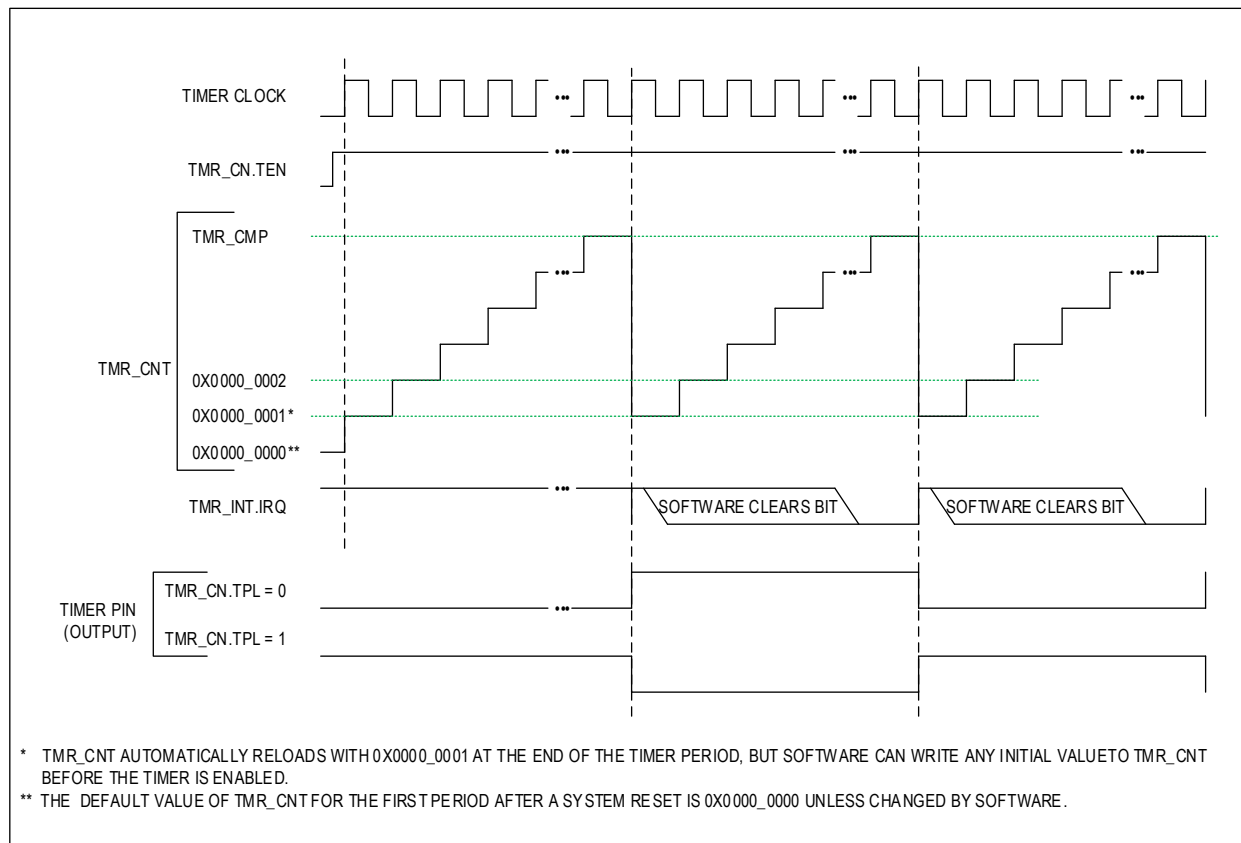 TIMER CLOCK
•••
•••
•••
TMR_CN.TEN
•••
•••
•••
TMR_CMP
•••
•••
•••
TMR_CNT
0X0000_0002
0X0000_0001*
0X0000_0000**
TMR_INT.IRQ
•••
SOFTWARE CLEARS BIT
SOFTWARE CLEARS BIT
TMR_CN.TPL = 0
•••
TIMER PIN
(OUTPUT)
TMR_CN.TPL = 1
* TMR_CNT AUTOMATICALLY RELOADS WITH 0X0000_0001 AT THE END OF THE TIMER PERIOD, BUT SOFTWARE CAN WRITE ANY INITIAL VALUE TO TMR_CNT
BEFORE THE TIMER IS ENABLED.
** THE DEFAULT VALUE OF TMR_CNT FOR THE FIRST PERIOD AFTER A SYSTEM RESET IS 0X0000_0000 UNLESS CHANGED BY SOFTWARE.